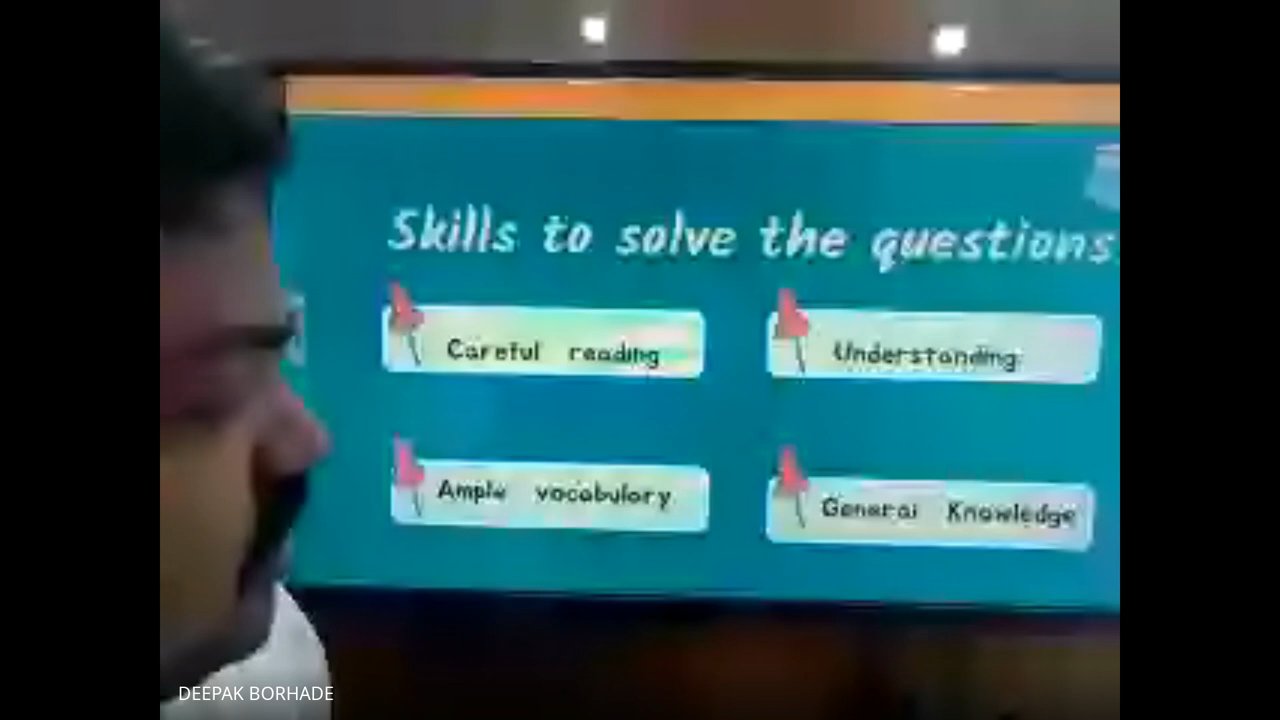 Skills to solve the questions
Careful reading
Understanding
Ample vocabulary
General Knowledge
DEEPAK BORHADE